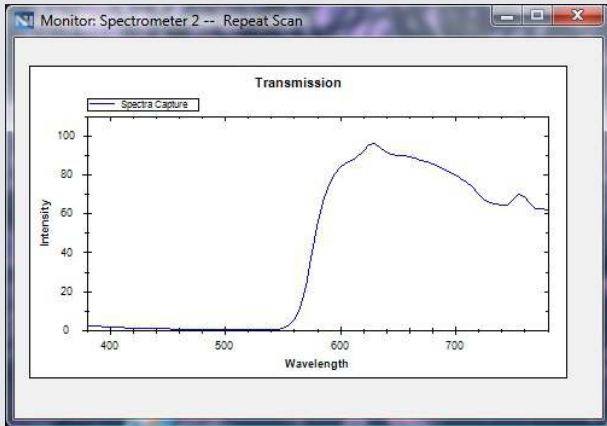 Monitor: Spectrometer 2 -- Repeat Scan
Transmission
Spectra Capture
100
80
60
40
20
0
Intensity
400 500 600 700
Wavelength